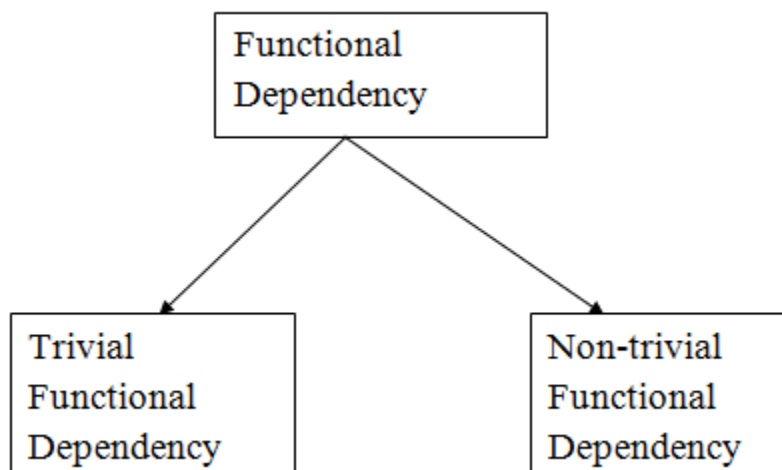 Functional
Dependency
Trivial
Functional
Dependency
Non-trivial
Functional
Dependency